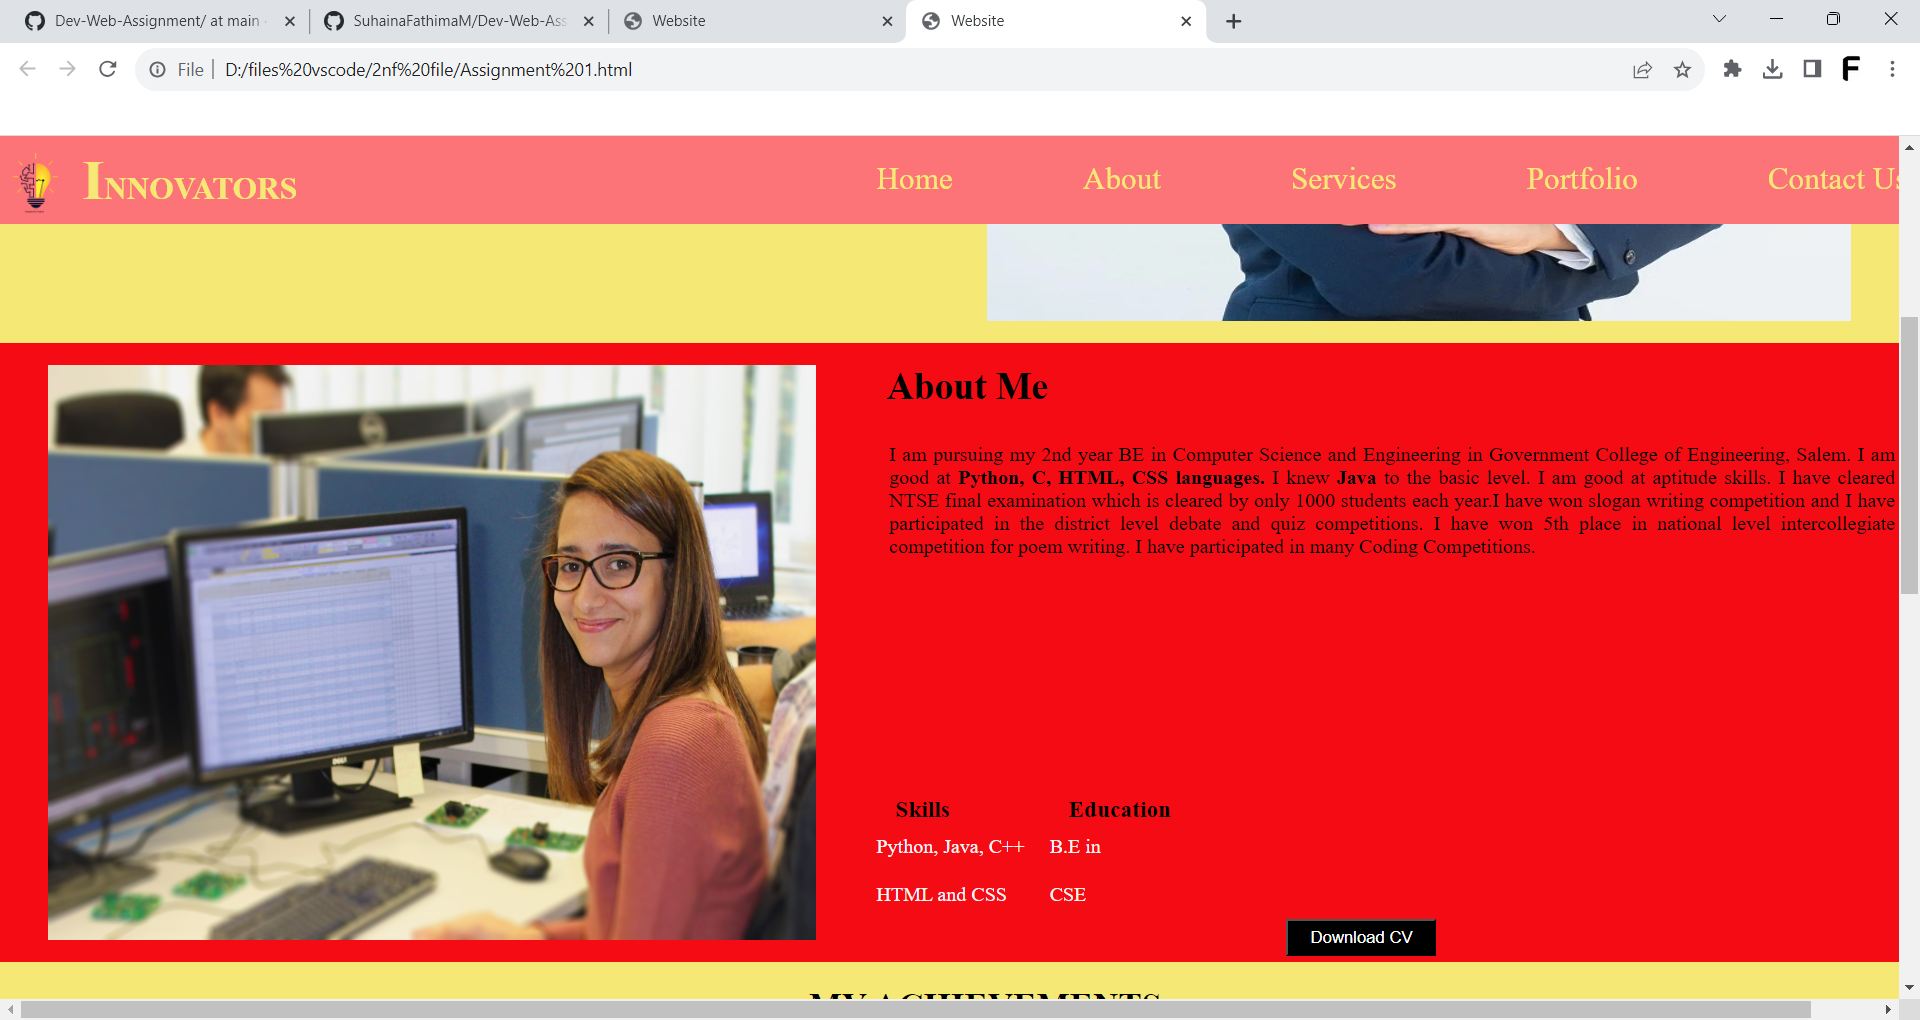 Dev-Web-Assignment/ at main
SuhainaFathimaM/Dev-Web-Ass
Website
Website
File
D:/files%20vscode/2nf%20file/Assignment%201.html
INNOVATORS
Home
About
Services
Portfolio
Contact Us
About Me
I am pursuing my 2nd year BE in Computer Science and Engineering in Government College of Engineering, Salem. I am
good at Python, C, HTML, CSS languages. I knew Java to the basic level. I am good at aptitude skills. I have cleared
NTSE final examination which is cleared by only 1000 students each year.I have won slogan writing competition and I have
participated in the district level debate and quiz competitions. I have won 5th place in national level intercollegiate
competition for poem writing. I have participated in many Coding Competitions.
Skills
Education
Python, Java, C++
B.E in
HTML and CSS
CSE
Download CV
MY ACHIEVEMENTS